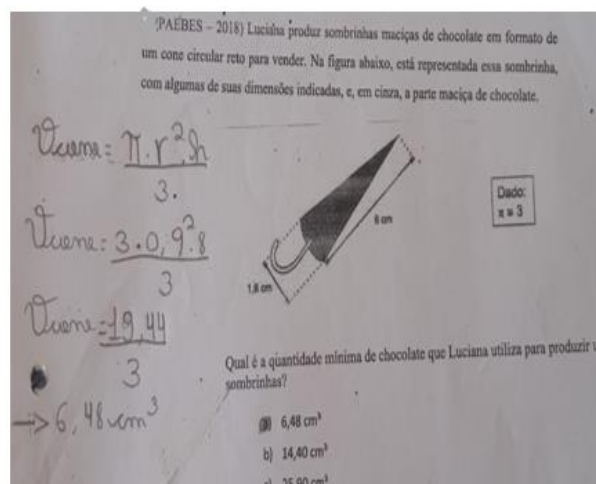 (PAEBES – 2018) Luciana produz sombrinhas maciças de chocolate em formato de
um cone circular reto para vender. Na figura abaixo, está representada essa sombrinha,
com algumas de suas dimensões indicadas, e, em cinza, a parte maciça de chocolate.
Vcone = π.r².h
3.
Vcone: 3.0,9².8
3
Vcone = 19,44
3
→ 6,48 cm³
8 cm
1,8 cm
Dado:
π = 3
Qual é a quantidade mínima de chocolate que Luciana utiliza para produzir
sombrinhas?
a) 6,48 cm³
b) 14,40 cm³
25,90 cm³